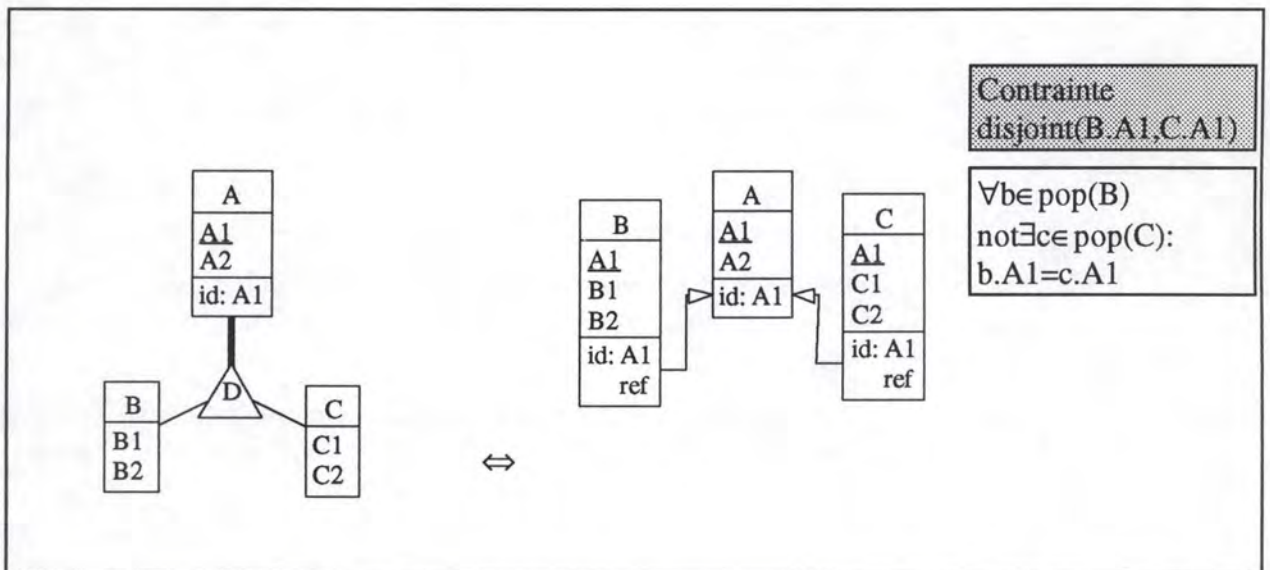 A
A1
A2
id: A1
D
B
B1
B2
C
C1
C2
⇔
B
A1
B1
B2
id: A1
ref
A
A1
A2
id: A1
C
A1
C1
C2
id: A1
ref
Contrainte
disjoint(B.A1,C.A1)
∀b∈pop(B)
not∃c∈pop(C):
b.A1=c.A1